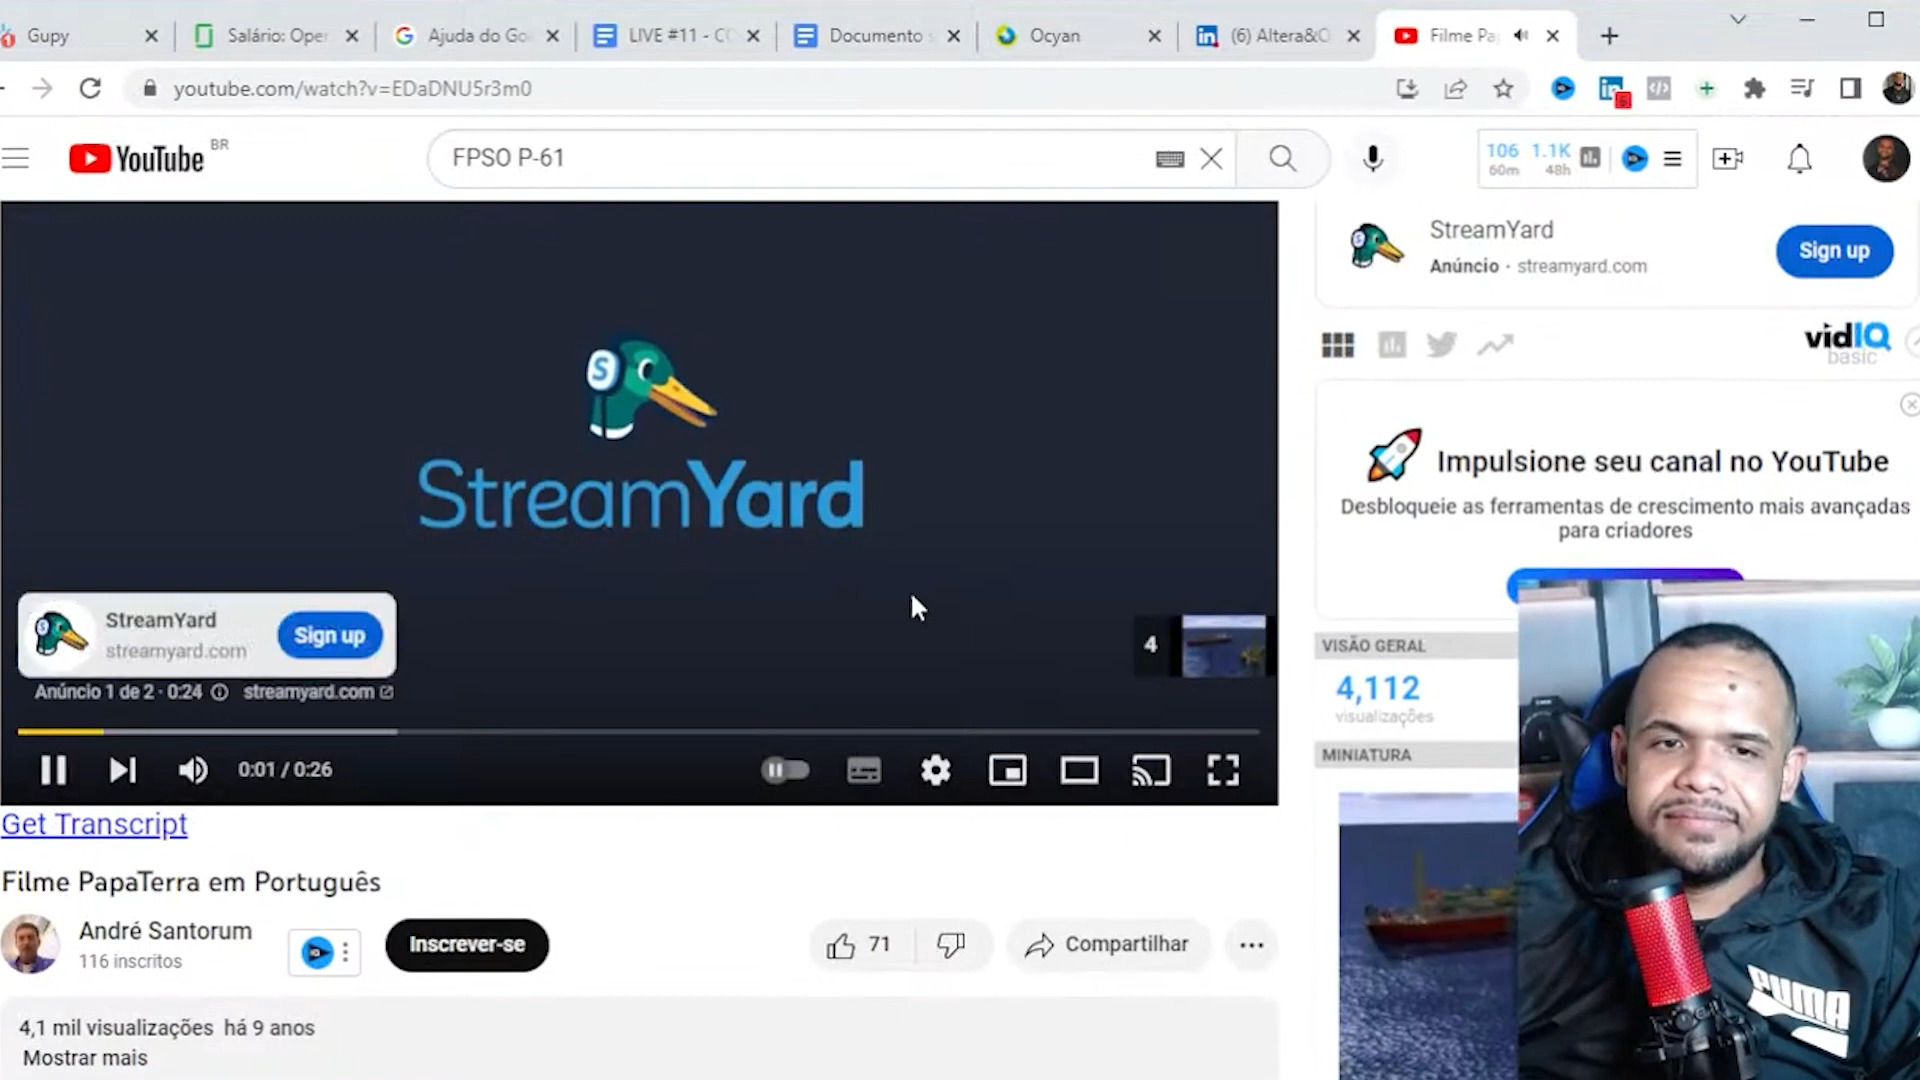 Gupy
Salário: Oper
Ajuda do Go
LIVE #11 - C
Documento s
Ocyan
(6) Altera&C
Filme Pa
youtube.com/watch?v=EDaDNU5r3m0
YouTube BR
FPSO P-61
106 60m
1.1K 48h
StreamYard
Anúncio · streamyard.com
Sign up
vidIQ
basic
Impulsione seu canal no YouTube
Desbloqueie as ferramentas de crescimento mais avançadas
para criadores
S
StreamYard
StreamYard
streamyard.com
Sign up
Anúncio 1 de 2 · 0:24
streamyard.com
4
0:01 / 0:26
VISÃO GERAL
4,112
visualizações
MINIATURA
Get Transcript
Filme PapaTerra em Português
André Santorum
116 inscritos
Inscrever-se
71
Compartilhar
4,1 mil visualizações há 9 anos
Mostrar mais
PUMA